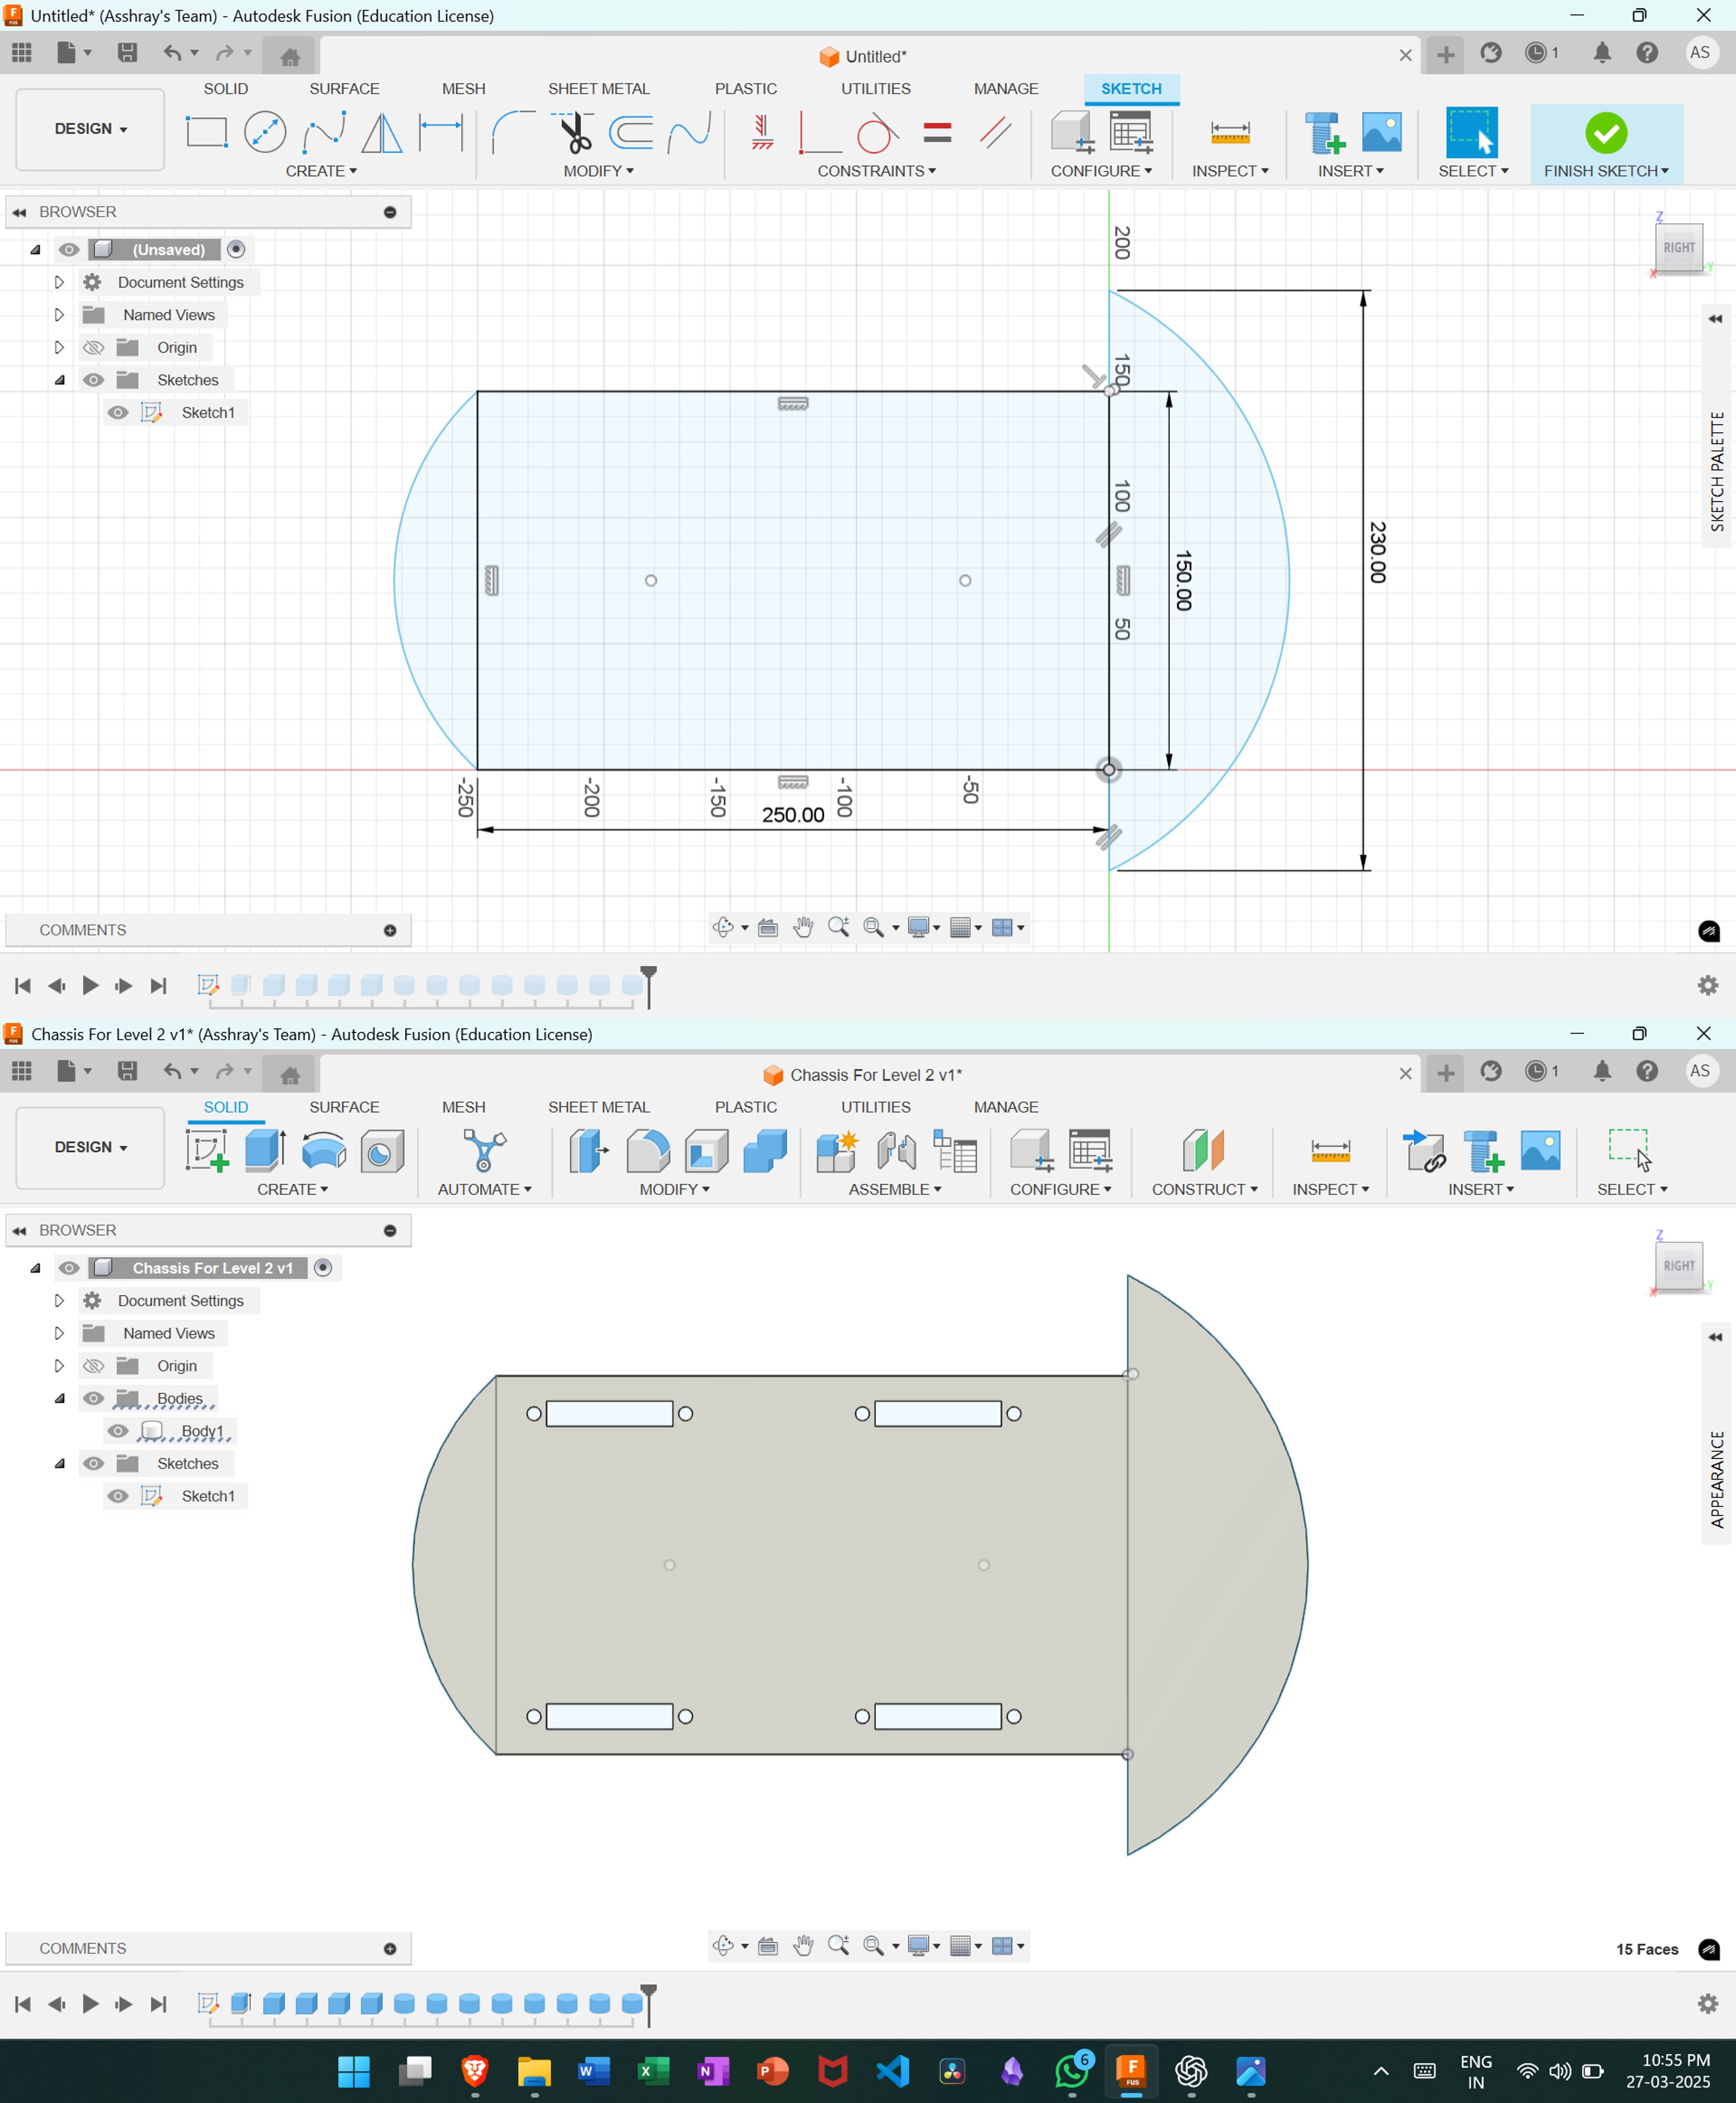 Untitled* (Asshray's Team) - Autodesk Fusion (Education License)
Untitled*
1
AS
SOLID SURFACE MESH SHEET METAL PLASTIC UTILITIES MANAGE SKETCH
DESIGN
CREATE MODIFY CONSTRAINTS CONFIGURE INSPECT INSERT SELECT FINISH SKETCH
BROWSER
(Unsaved)
Document Settings
Named Views
Origin
Sketches
Sketch1
Z
RIGHT
X
Y
SKETCH PALETTE
200
150
100
50
150.00
230.00
-250
-200
-150
-100
-50
250.00
COMMENTS
Chassis For Level 2 v1* (Asshray's Team) - Autodesk Fusion (Education License)
Chassis For Level 2 v1*
1
AS
SOLID SURFACE MESH SHEET METAL PLASTIC UTILITIES MANAGE
DESIGN
CREATE AUTOMATE MODIFY ASSEMBLE CONFIGURE CONSTRUCT INSPECT INSERT SELECT
BROWSER
Chassis For Level 2 v1
Document Settings
Named Views
Origin
Bodies
Body1
Sketches
Sketch1
Z
RIGHT
X
Y
APPEARANCE
COMMENTS
15 Faces
6
ENG
IN
10:55 PM
27-03-2025